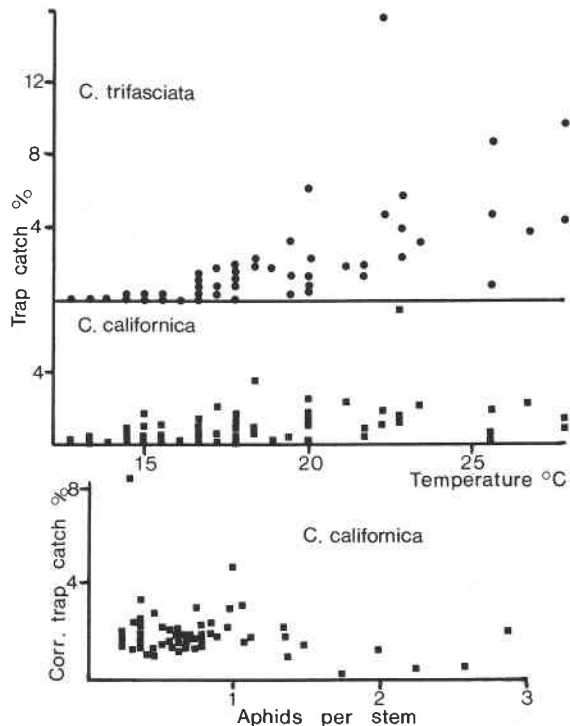 12
C. trifasciata
8
4
Trap catch %
C. californica
4
15
20
25
Temperature °C
8
C. californica
4
Corr. trap catch %
1
2
3
Aphids per stem